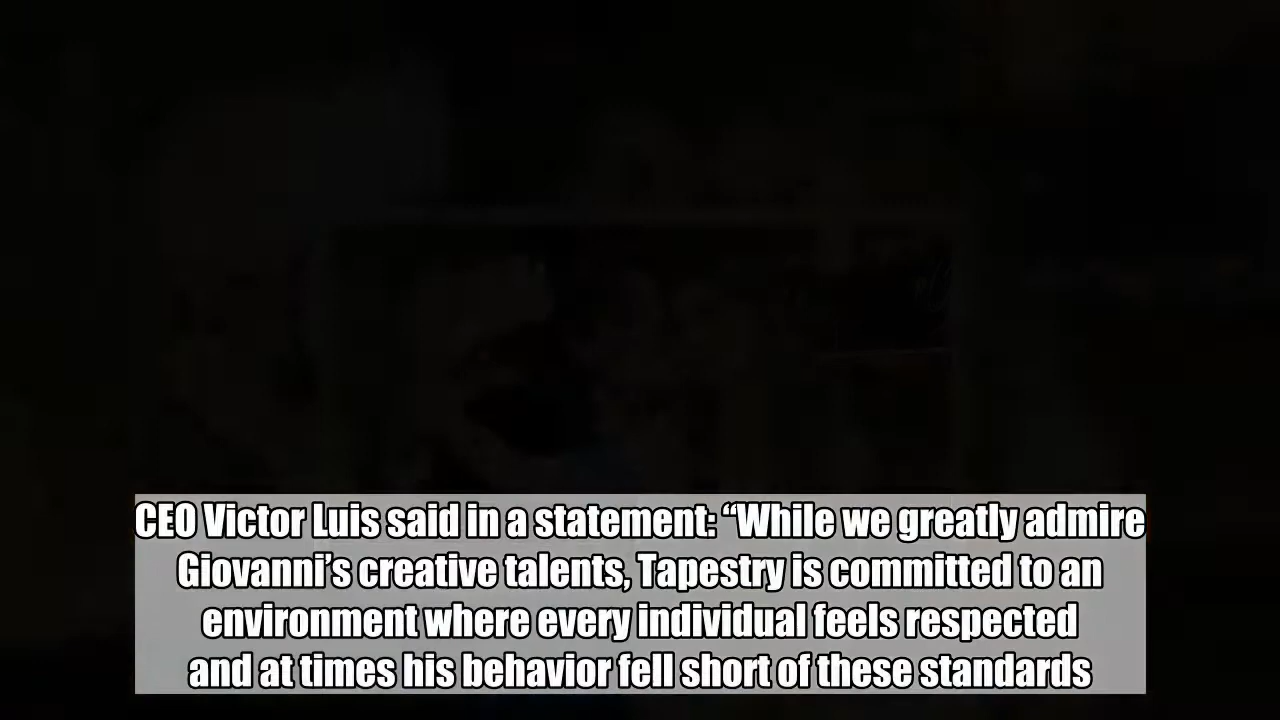 CEO Victor Luis said in a statement: “While we greatly admire
Giovanni’s creative talents, Tapestry is committed to an
environment where every individual feels respected
and at times his behavior fell short of these standards